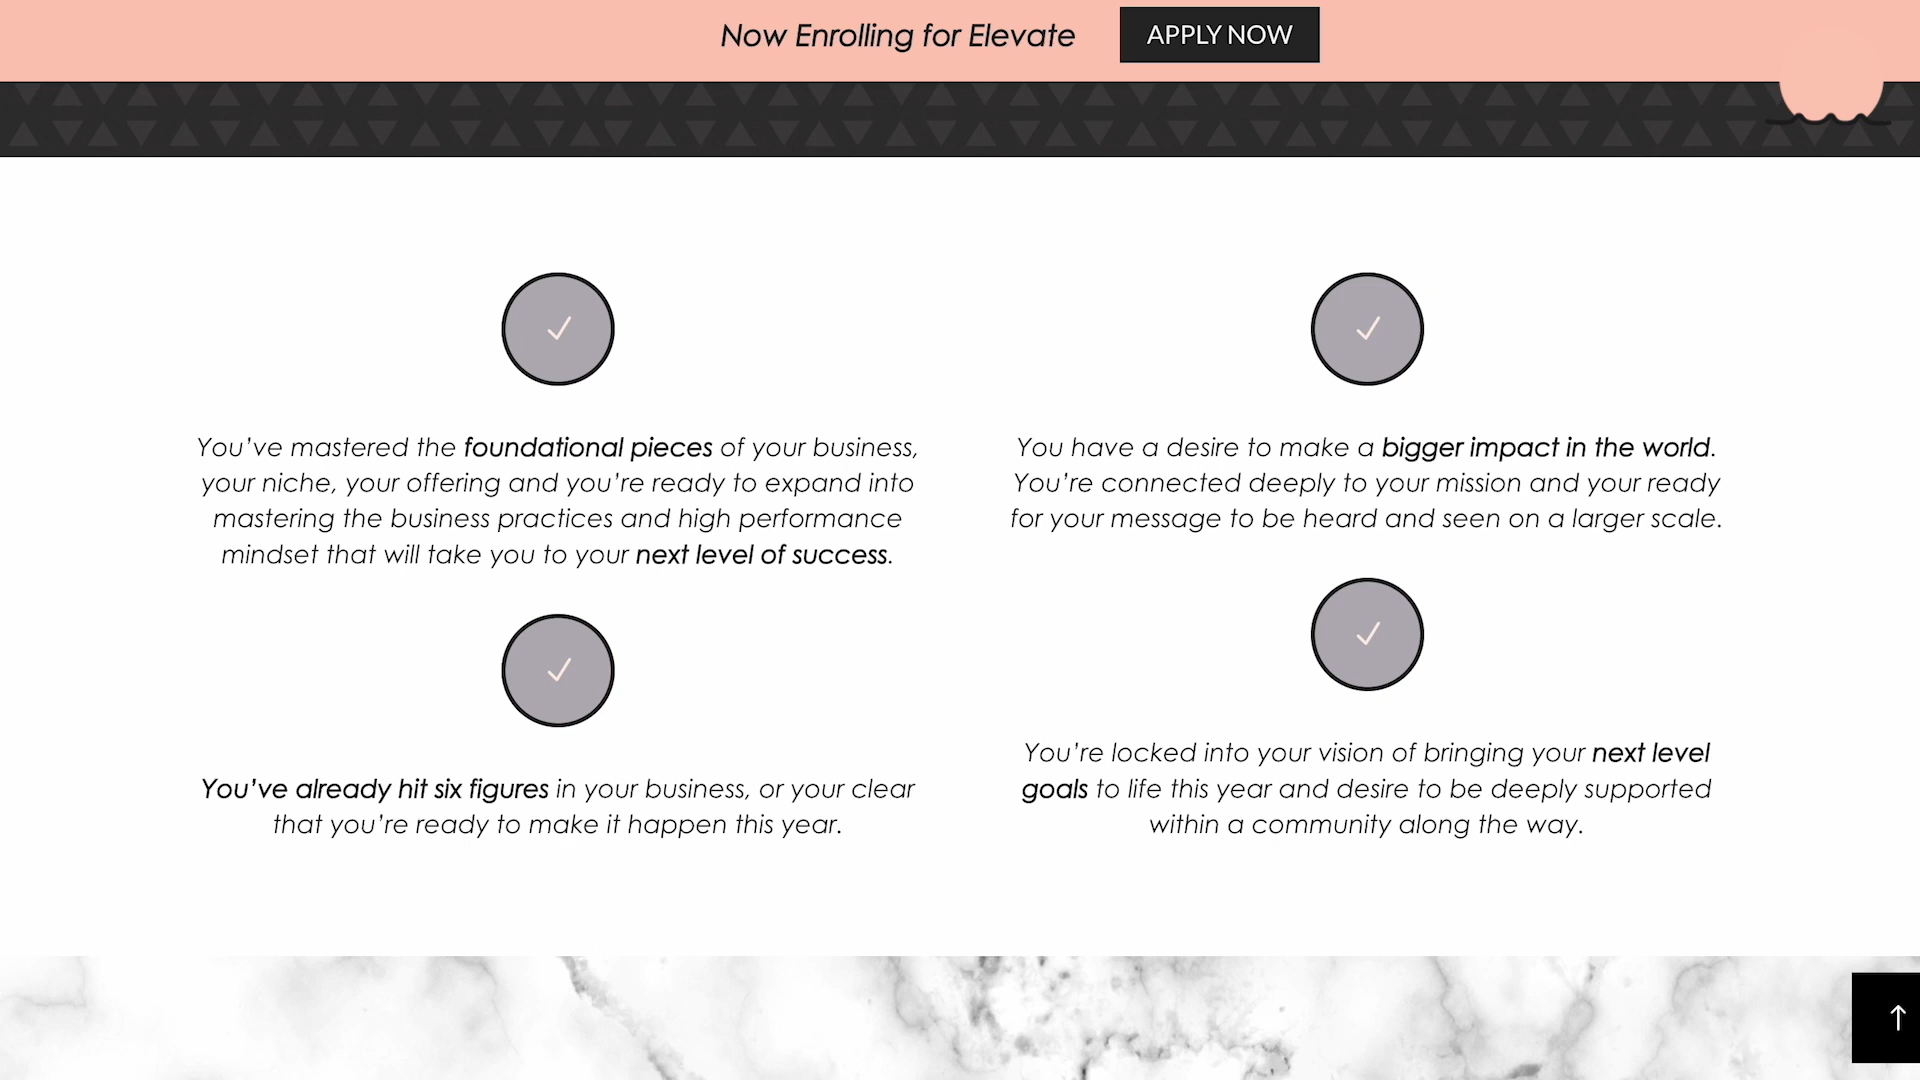 Now Enrolling for Elevate
APPLY NOW
You’ve mastered the foundational pieces of your business,
your niche, your offering and you’re ready to expand into
mastering the business practices and high performance
mindset that will take you to your next level of success.
You have a desire to make a bigger impact in the world.
You’re connected deeply to your mission and your ready
for your message to be heard and seen on a larger scale.
You’ve already hit six figures in your business, or your clear
that you’re ready to make it happen this year.
You’re locked into your vision of bringing your next level
goals to life this year and desire to be deeply supported
within a community along the way.